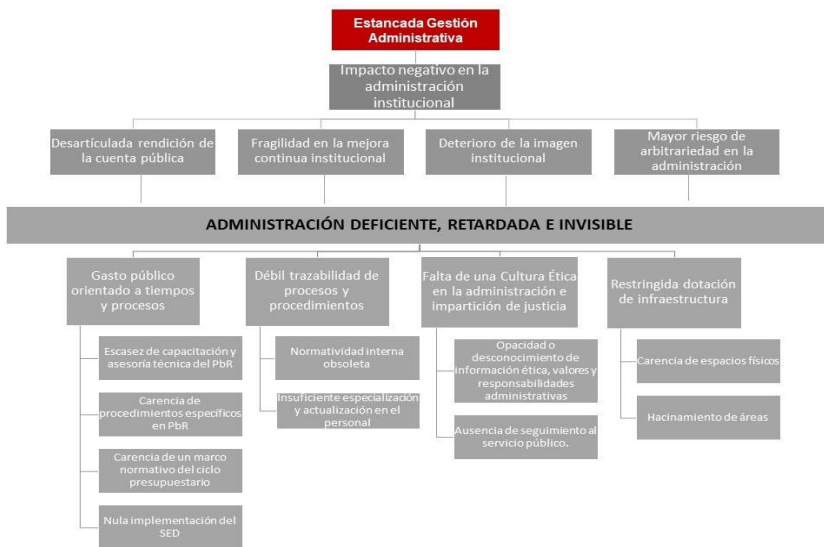 Estancada Gestión
Administrativa
Impacto negativo en la
administración
institucional
Desartículada rendición de
la cuenta pública
Fragilidad en la mejora
continua institucional
Deterioro de la imagen
institucional
Mayor riesgo de
arbitrariedad en la
administración
ADMINISTRACIÓN DEFICIENTE, RETARDADA E INVISIBLE
Gasto público
orientado a tiempos
y procesos
Débil trazabilidad de
procesos y
procedimientos
Falta de una Cultura Ética
en la administración e
impartición de justicia
Restringida dotación
de infraestructura
Escasez de capacitación y
asesoría técnica del PbR
Carencia de
procedimientos específicos
en PbR
Carencia de un marco
normativo del ciclo
presupuestario
Nula implementación del
SED
Normatividad interna
obsoleta
Insuficiente especialización
y actualización en el
personal
Opacidad o
desconocimiento de
información ética, valores y
responsabilidades
administrativas
Ausencia de seguimiento al
servicio público.
Carencia de espacios físicos
Hacinamiento de áreas